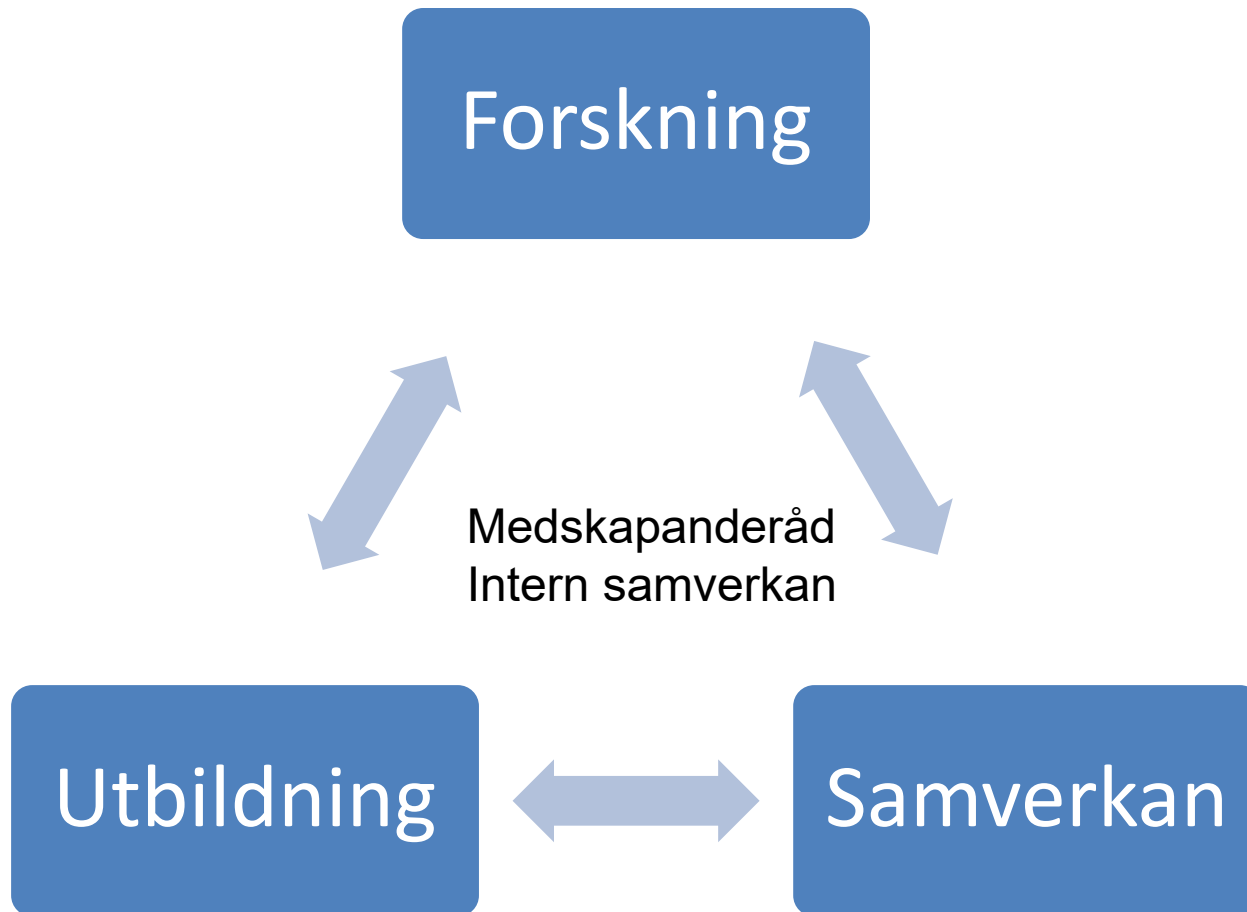 Forskning
Medskapanderåd
Intern samverkan
Utbildning
Samverkan